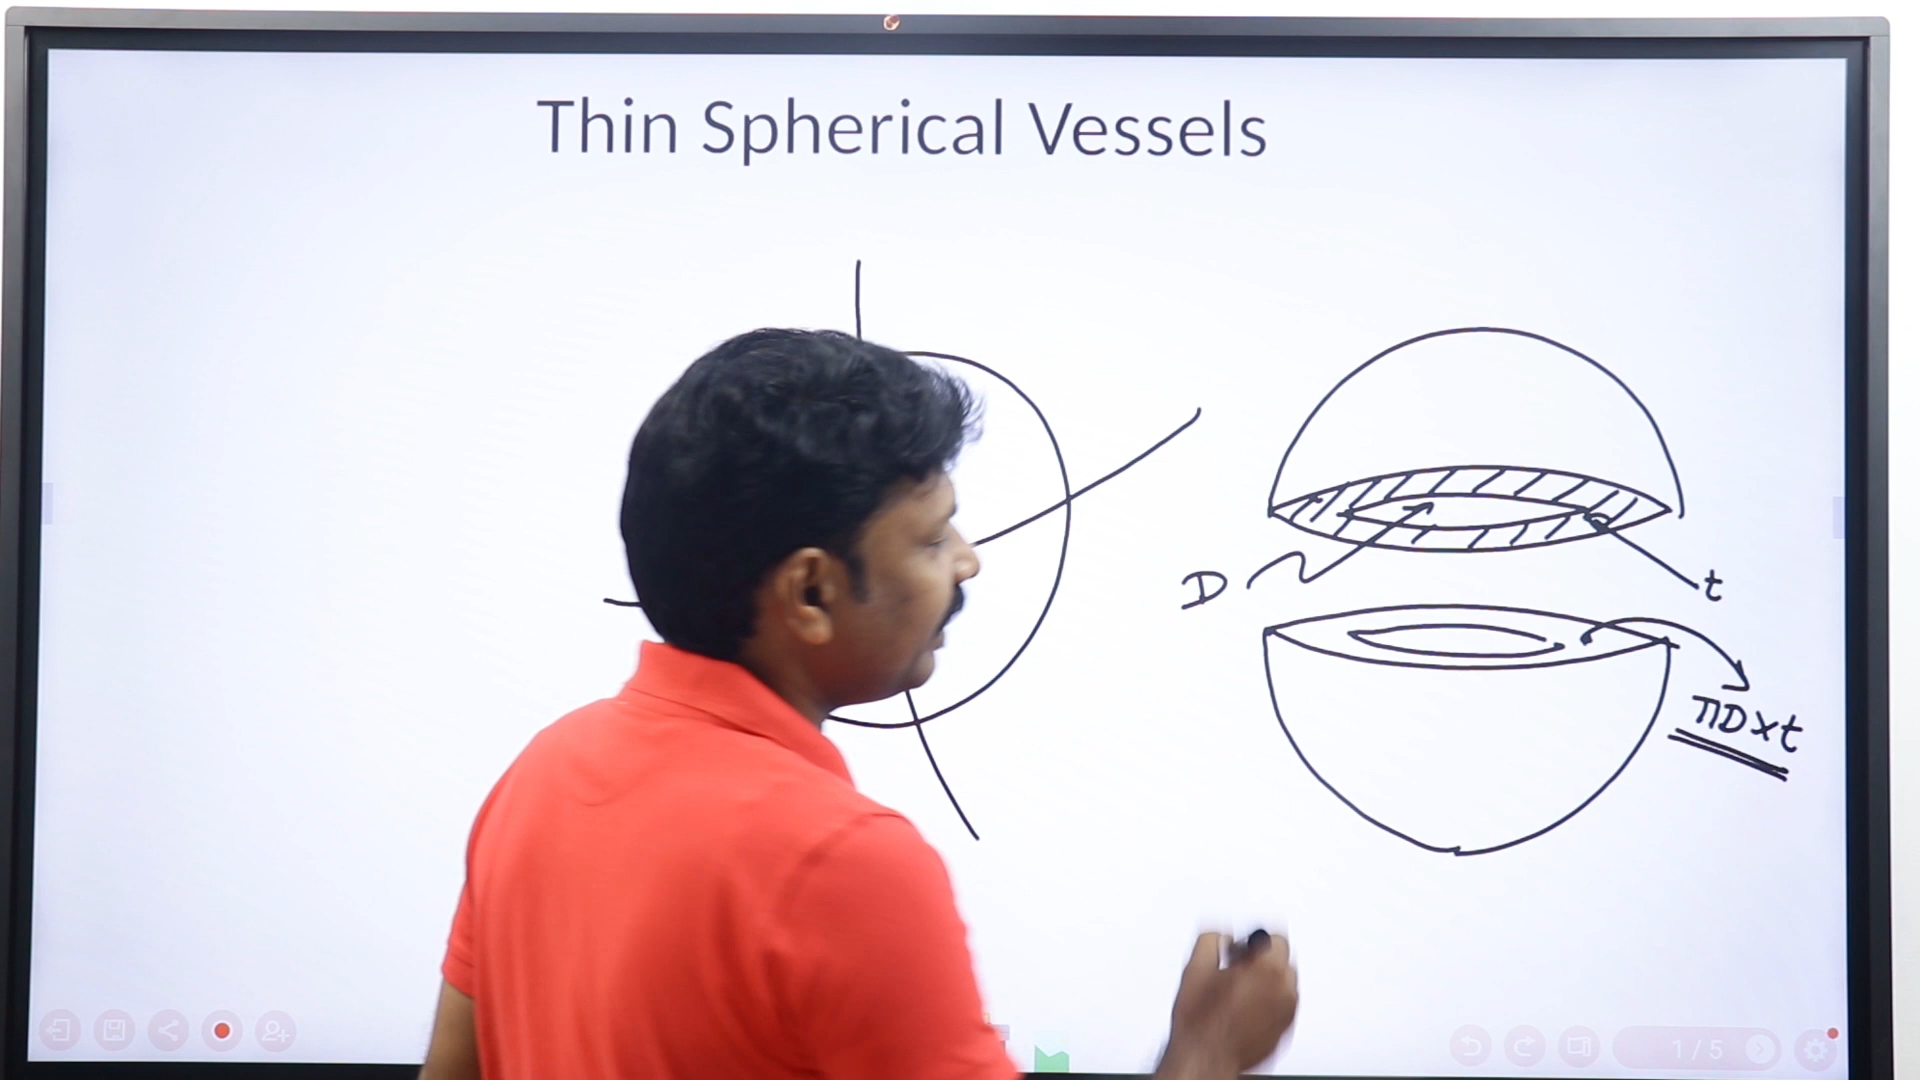 Thin Spherical Vessels
D
t
πD×t
1/5